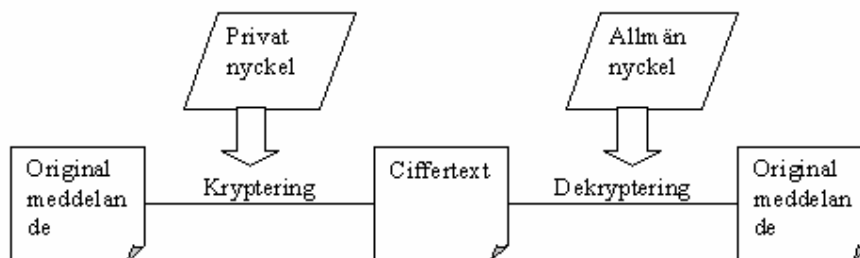 Privat
nyckel
Allmän
nyckel
Original
meddelan
de
Kryptering
Ciffertext
Dekryptering
Original
meddelan
de